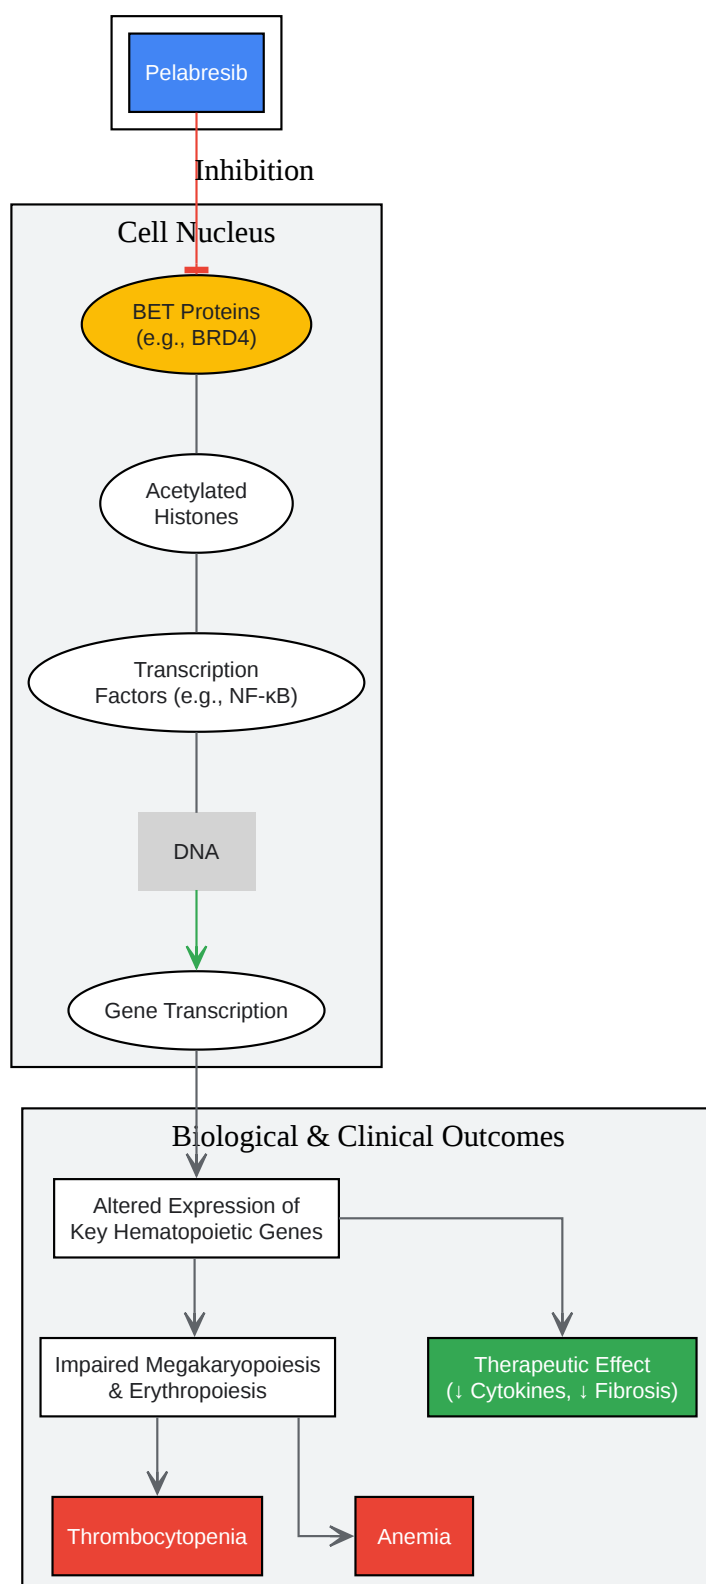 Pelabresib
Inhibition
Cell Nucleus
BET Proteins
(e.g., BRD4)
Acetylated
Histones
Transcription
Factors (e.g., NF-κB)
DNA
Gene Transcription
Biological & Clinical Outcomes
Altered Expression of
Key Hematopoietic Genes
Impaired Megakaryopoiesis
& Erythropoiesis
Therapeutic Effect
(↓ Cytokines, ↓ Fibrosis)
Thrombocytopenia
Anemia